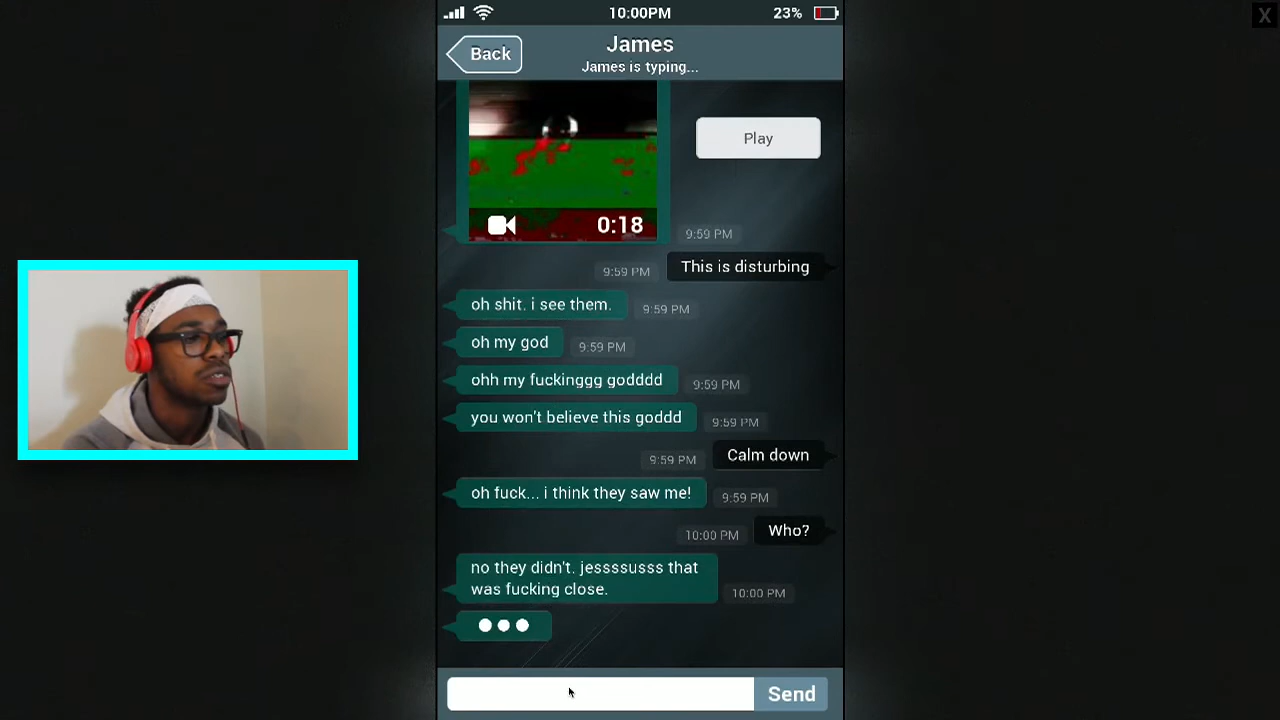 10:00PM
23%
X
Back
James
James is typing...
Play
0:18
9:59 PM
9:59 PM
This is disturbing
oh shit. i see them.
9:59 PM
oh my god
9:59 PM
ohh my fuckinggg godddd
9:59 PM
you won't believe this goddd
9:59 PM
9:59 PM
Calm down
oh fuck... i think they saw me!
9:59 PM
10:00 PM
Who?
no they didn't. jessssusss that
was fucking close.
10:00 PM
Send